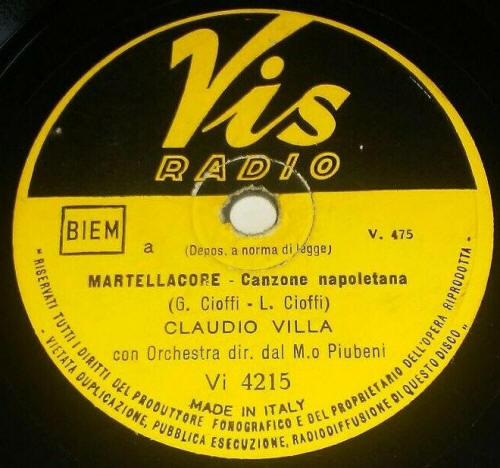 Vis
RADIO
BIEM
a
(Depos. a norma di legge)
V. 475
MARTELLACORE - Canzone napoletana
(G. Cioffi - L. Cioffi)
CLAUDIO VILLA
con Orchestra dir. dal M.o Piubeni
Vi 4215
MADE IN ITALY
RISERVATI TUTTI I DIRITTI DEL PRODUTTORE FONOGRAFICO E DEL PROPRIETARIO DELL'OPERA RIPRODOTTA -
- VIETATA DUPLICAZIONE, PUBBLICA ESECUZIONE, RADIODIFFUSIONE DI QUESTO DISCO